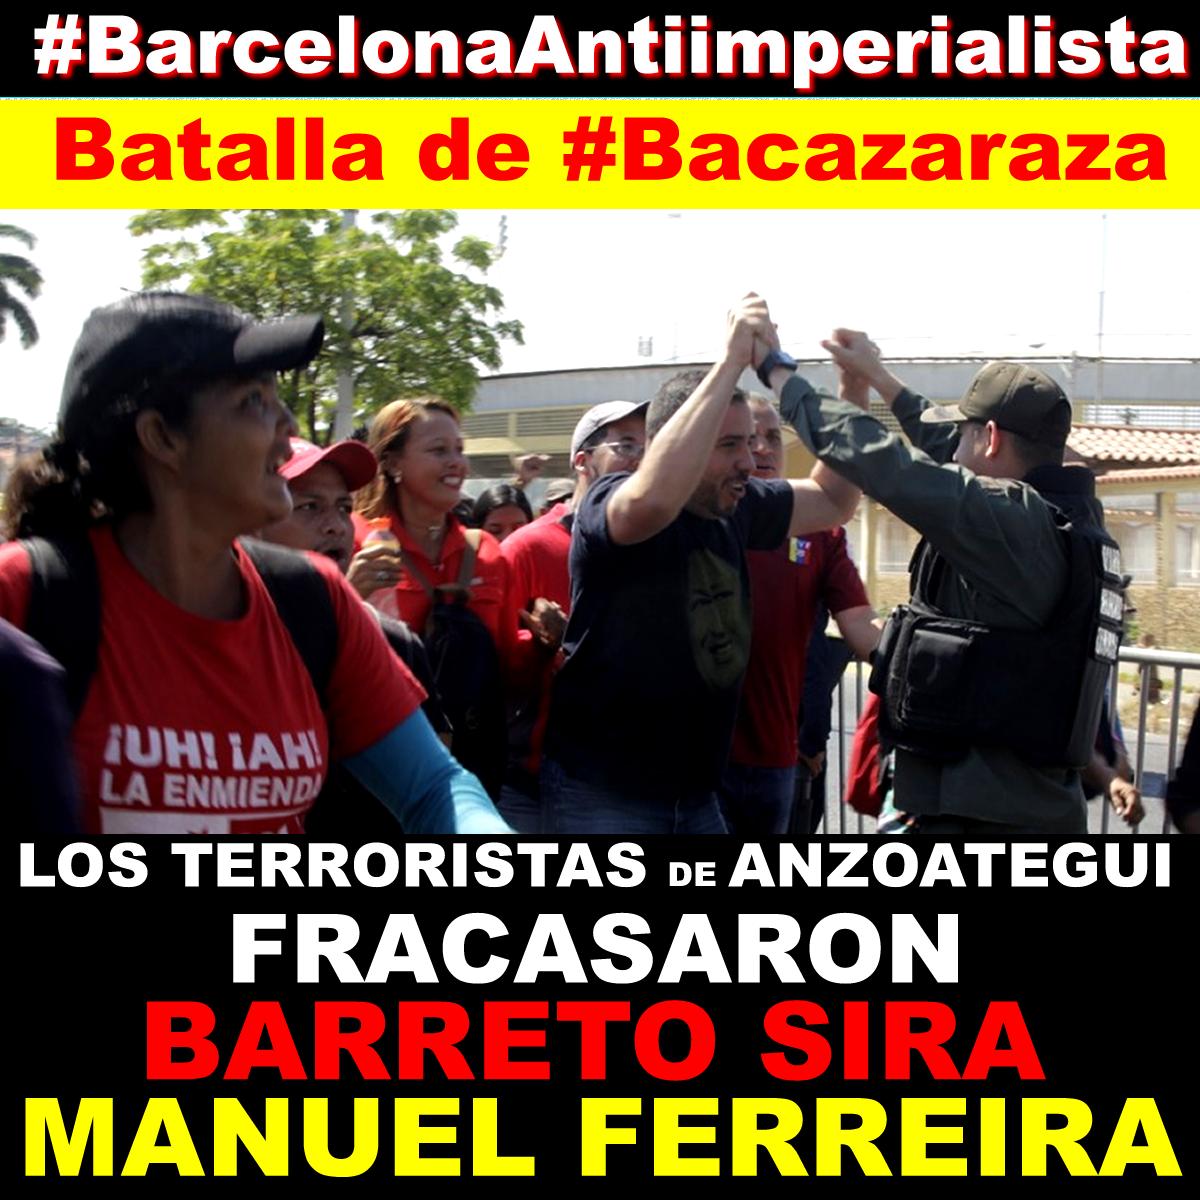 #BarcelonaAntiimperialista
Batalla de #Bacazaraza
¡UH! ¡AH!
LA ENMIENDA
LOS TERRORISTAS DE ANZOATEGUI
FRACASARON
BARRETO SIRA
MANUEL FERREIRA